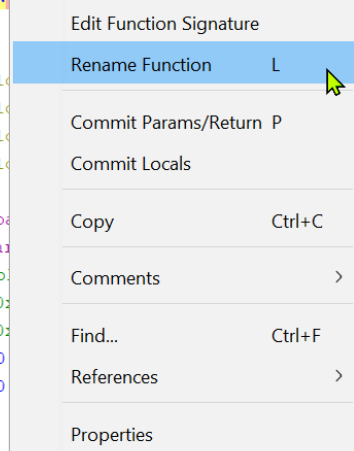 Edit Function Signature
Rename Function L
Commit Params/Return P
Commit Locals
Copy Ctrl+C
Comments
Find... Ctrl+F
References
Properties